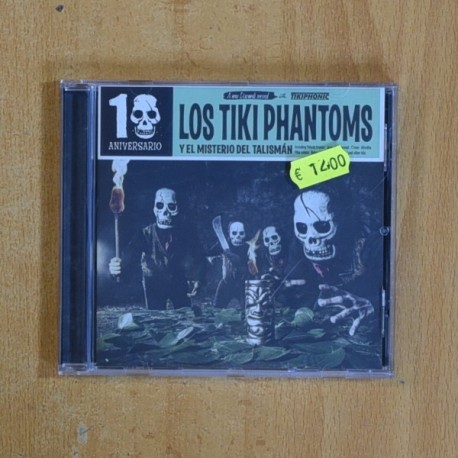 10
ANIVERSARIO
TIKIPHONIC
LOS TIKI PHANTOMS
Y EL MISTERIO DEL TALISMÁN
€ 12.00